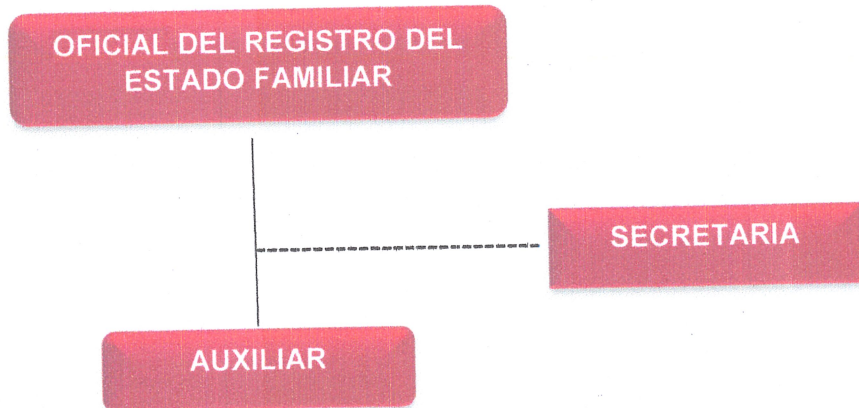 OFICIAL DEL REGISTRO DEL
ESTADO FAMILIAR
SECRETARIA
AUXILIAR